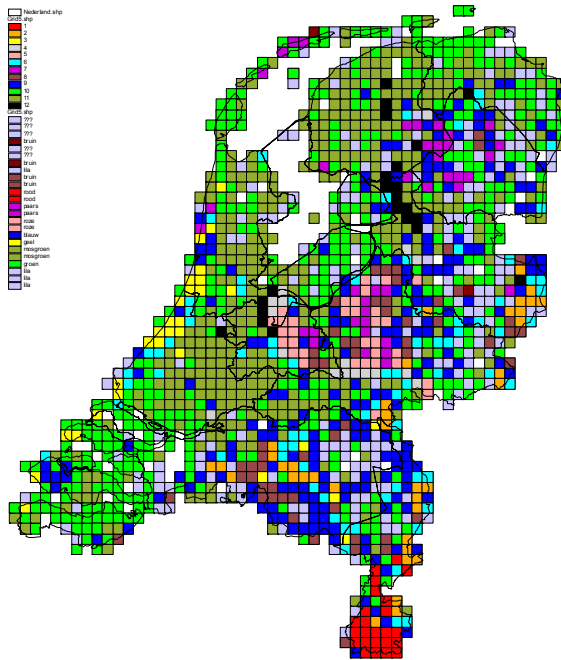 Nederland.shp
Grid5.shp
1
2
3
4
5
6
7
8
9
10
11
12
Grid5.shp
???
???
???
bruin
???
???
bruin
lila
bruin
bruin
rood
rood
paars
paars
roze
roze
blauw
geel
mosgroen
mosgroen
groen
lila
lila
lila